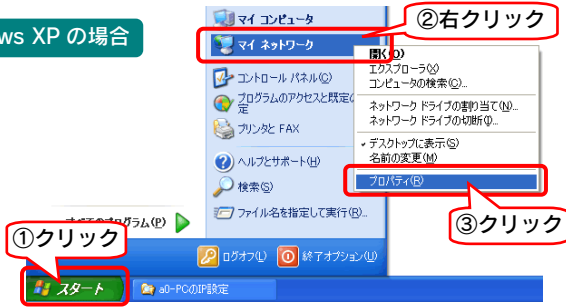 ws XP の場合
マイ コンピュータ
②右クリック
マイ ネットワーク
開く(O)
エクスプローラ(X)
コンピュータの検索(C)...
コントロール パネル(C)
プログラムのアクセスと既定の
定
ネットワーク ドライブの割り当て(N)...
ネットワーク ドライブの切断(I)...
プリンタと FAX
デスクトップに表示(S)
名前の変更(M)
ヘルプとサポート(H)
プロパティ(R)
検索(S)
ファイル名を指定して実行(R)...
③クリック
すべてのプログラム(P)
①クリック
ログオフ(L)
終了オプション(U)
スタート
a0-PCのIP設定